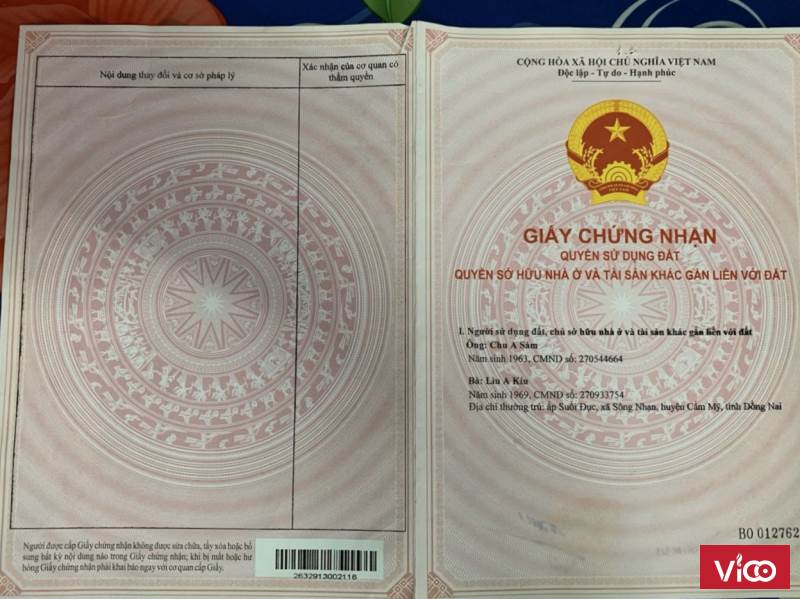 Nội dung thay đổi và cơ sở pháp lý
Xác nhận của cơ quan có
thẩm quyền
Người được cấp Giấy chứng nhận không được sửa chữa, tẩy xóa hoặc bổ
sung bất kỳ nội dung nào trong Giấy chứng nhận; khi bị mất hoặc hư
hỏng Giấy chứng nhận phải khai báo ngay với cơ quan cấp Giấy.
2632913002116
CỘNG HÒA XÃ HỘI CHỦ NGHĨA VIỆT NAM
Độc lập - Tự do - Hạnh phúc
GIẤY CHỨNG NHẬN
QUYỀN SỬ DỤNG ĐẤT
QUYỀN SỞ HỮU NHÀ Ở VÀ TÀI SẢN KHÁC GẮN LIỀN VỚI ĐẤT
I. Người sử dụng đất, chủ sở hữu nhà ở và tài sản khác gắn liền với đất
Ông: Chu A Sám
Năm sinh 1963, CMND số: 270544664
Bà: Lìu A Kíu
Năm sinh 1969, CMND số: 270933754
Địa chỉ thường trú: ấp Suối Đục, xã Sông Nhạn, huyện Cẩm Mỹ, tỉnh Đồng Nai
BO 012762
Vico